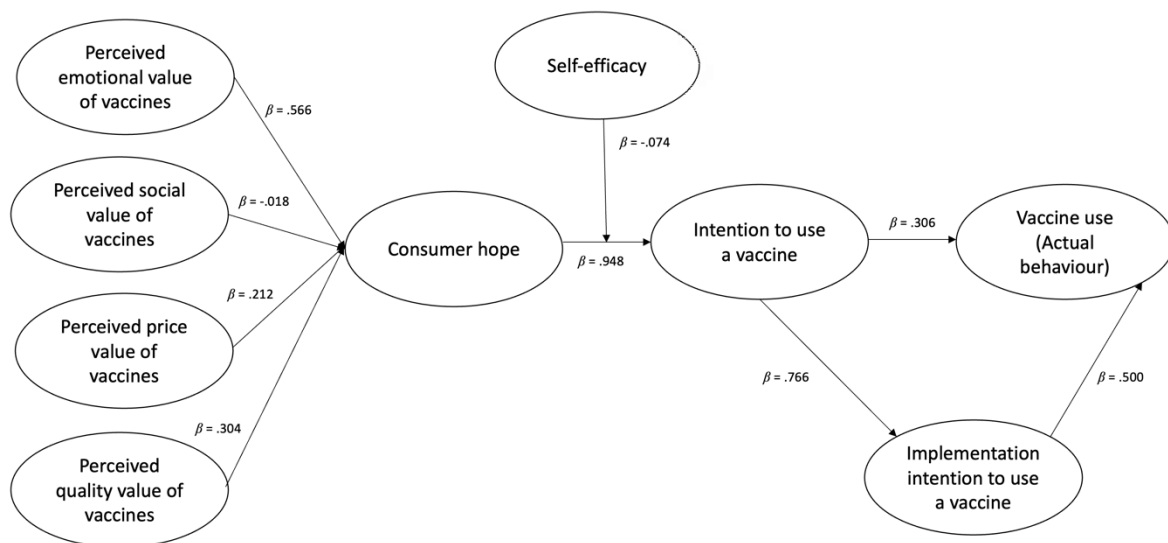 Perceived
emotional value
of vaccines
β = .566
Perceived social
value of
vaccines
β = -.018
Perceived price
value of
vaccines
β = .212
Perceived
quality value of
vaccines
β = .304
Consumer hope
Self-efficacy
β = -.074
β = .948
Intention to use
a vaccine
β = .306
Vaccine use
(Actual
behaviour)
β = .766
Implementation
intention to use
a vaccine
β = .500